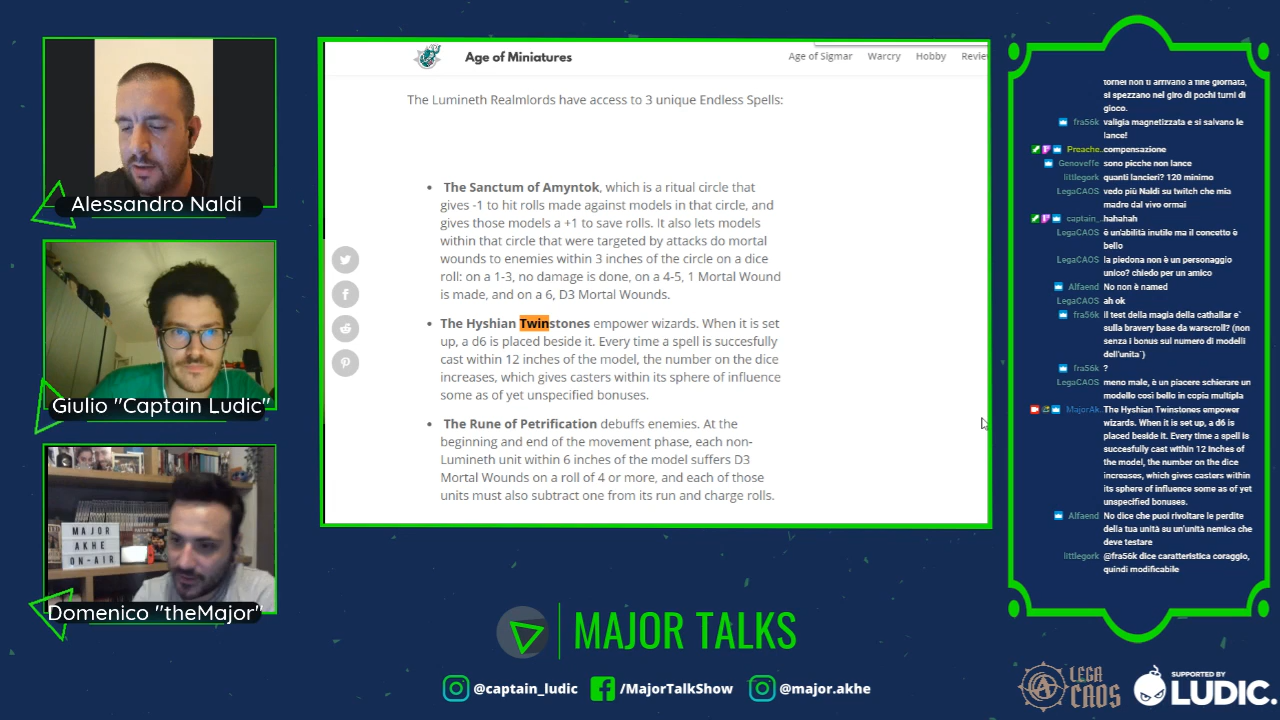 Alessandro Naldi
Giulio "Captain Ludic"
MAJOR
AKHE
ON-AIR
Domenico "theMajor"
Age of Miniatures
Age of Sigmar Warcry Hobby Revie
The Lumineth Realmlords have access to 3 unique Endless Spells:
• The Sanctum of Amyntok, which is a ritual circle that
gives -1 to hit rolls made against models in that circle, and
gives those models a +1 to save rolls. It also lets models
within that circle that were targeted by attacks do mortal
wounds to enemies within 3 inches of the circle on a dice
roll: on a 1-3, no damage is done, on a 4-5, 1 Mortal Wound
is made, and on a 6, D3 Mortal Wounds.
• The Hyshian Twinstones empower wizards. When it is set
up, a d6 is placed beside it. Every time a spell is succesfully
cast within 12 inches of the model, the number on the dice
increases, which gives casters within its sphere of influence
some as of yet unspecified bonuses.
• The Rune of Petrification debuffs enemies. At the
beginning and end of the movement phase, each non-
Lumineth unit within 6 inches of the model suffers D3
Mortal Wounds on a roll of 4 or more, and each of those
units must also subtract one from its run and charge rolls.
tornei non ti arrivano a fine giornata,
si spezzano nel giro di pochi turni di
gioco.
fra56k valigia magnetizzata e si salvano le
lance!
Preache.. compensazione
Genoveffe sono picche non lance
littlegork quanti lancieri? 120 minimo
LegaCAOS vedo più Naldi su twitch che mia
madre dal vivo ormai
captain_.. hahahah
LegaCAOS è un'abilità inutile ma il concetto è
bello
LegaCAOS la piedona non è un personaggio
unico? chiedo per un amico
Alfaend No non è named
LegaCAOS ah ok
fra56k il test della magia della cathallar e`
sulla bravery base da warscroll? (non
senza i bonus sul numero di modelli
dell'unita`)
fra56k ?
LegaCAOS meno male, è un piacere schierare un
modello cosi bello in copia multipla
MajorAk.. The Hyshian Twinstones empower
wizards. When it is set up, a d6 is
placed beside it. Every time a spell is
succesfully cast within 12 inches of
the model, the number on the dice
increases, which gives casters within
its sphere of influence some as of yet
unspecified bonuses.
Alfaend No dice che puoi rivoltare le perdite
della tua unità su un'unità nemica che
deve testare
littlegork @fra56k dice caratteristica coraggio,
quindi modificabile
MAJOR TALKS
@captain_ludic /MajorTalkShow @major.akhe
LEGA
CAOS
SUPPORTED BY
LUDIC.